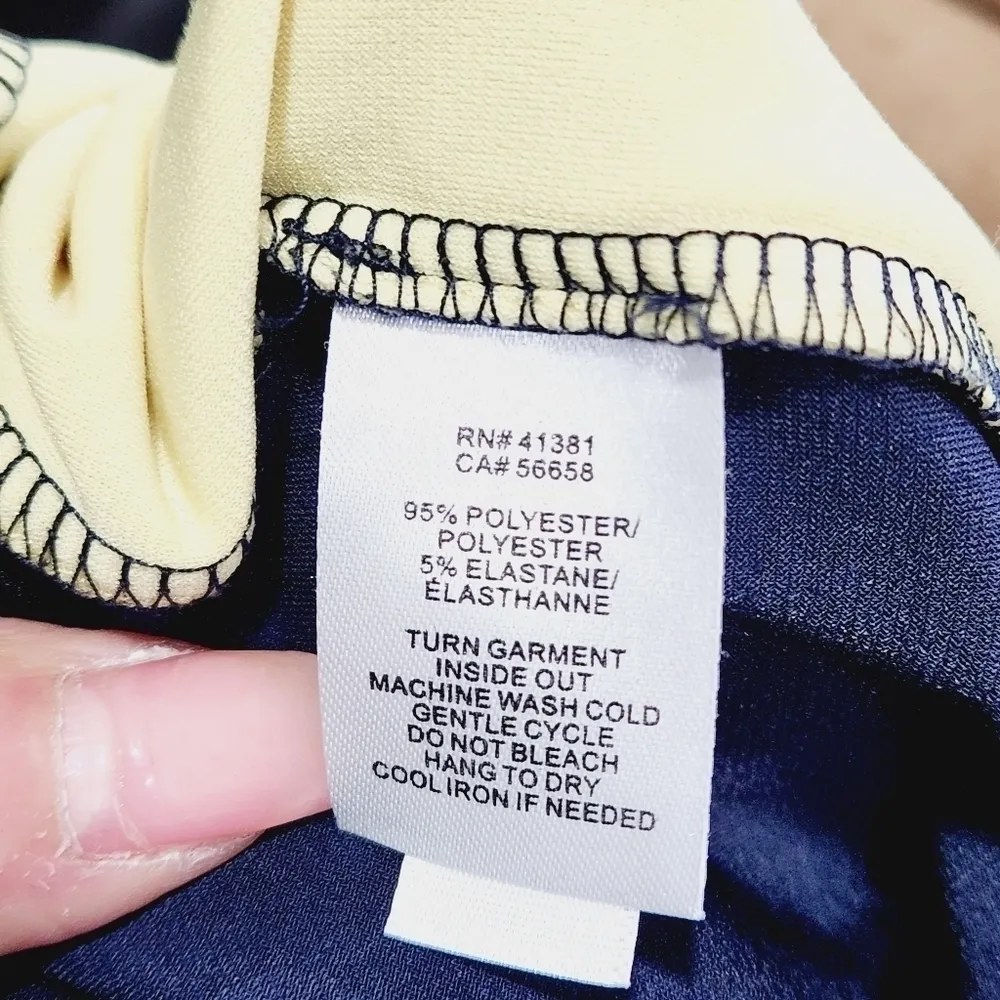 RN# 41381
CA# 56658
95% POLYESTER/
POLYESTER
5% ELASTANE/
ÉLASTHANNE
TURN GARMENT
INSIDE OUT
MACHINE WASH COLD
GENTLE CYCLE
DO NOT BLEACH
HANG TO DRY
COOL IRON IF NEEDED